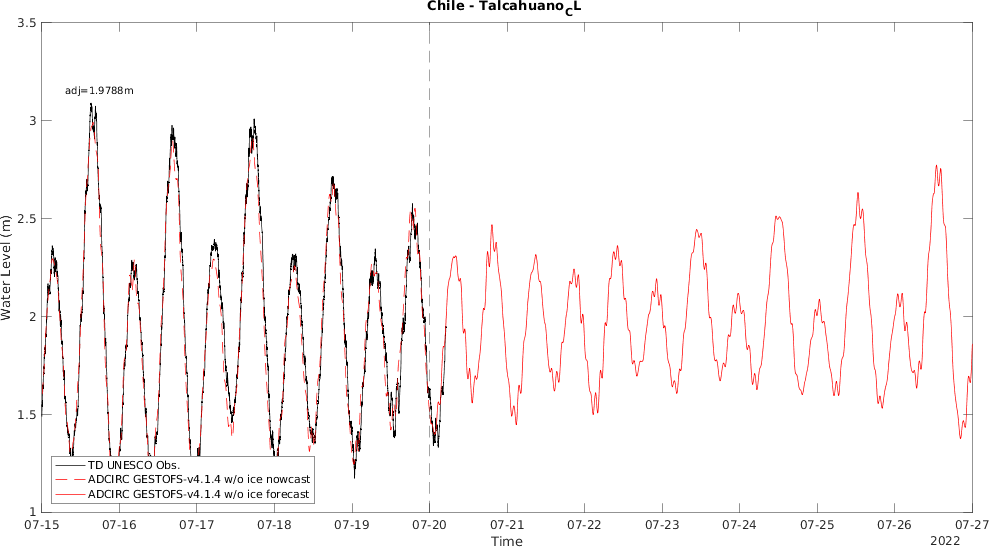 Chile - Talcahuano_CL
adj=1.9788m
Water Level (m)
3.5
3
2.5
2
1.5
1
TD UNESCO Obs.
ADCIRC GESTOFS-v4.1.4 w/o ice nowcast
ADCIRC GESTOFS-v4.1.4 w/o ice forecast
07-15 07-16 07-17 07-18 07-19 07-20 07-21 07-22 07-23 07-24 07-25 07-26 07-27
Time
2022